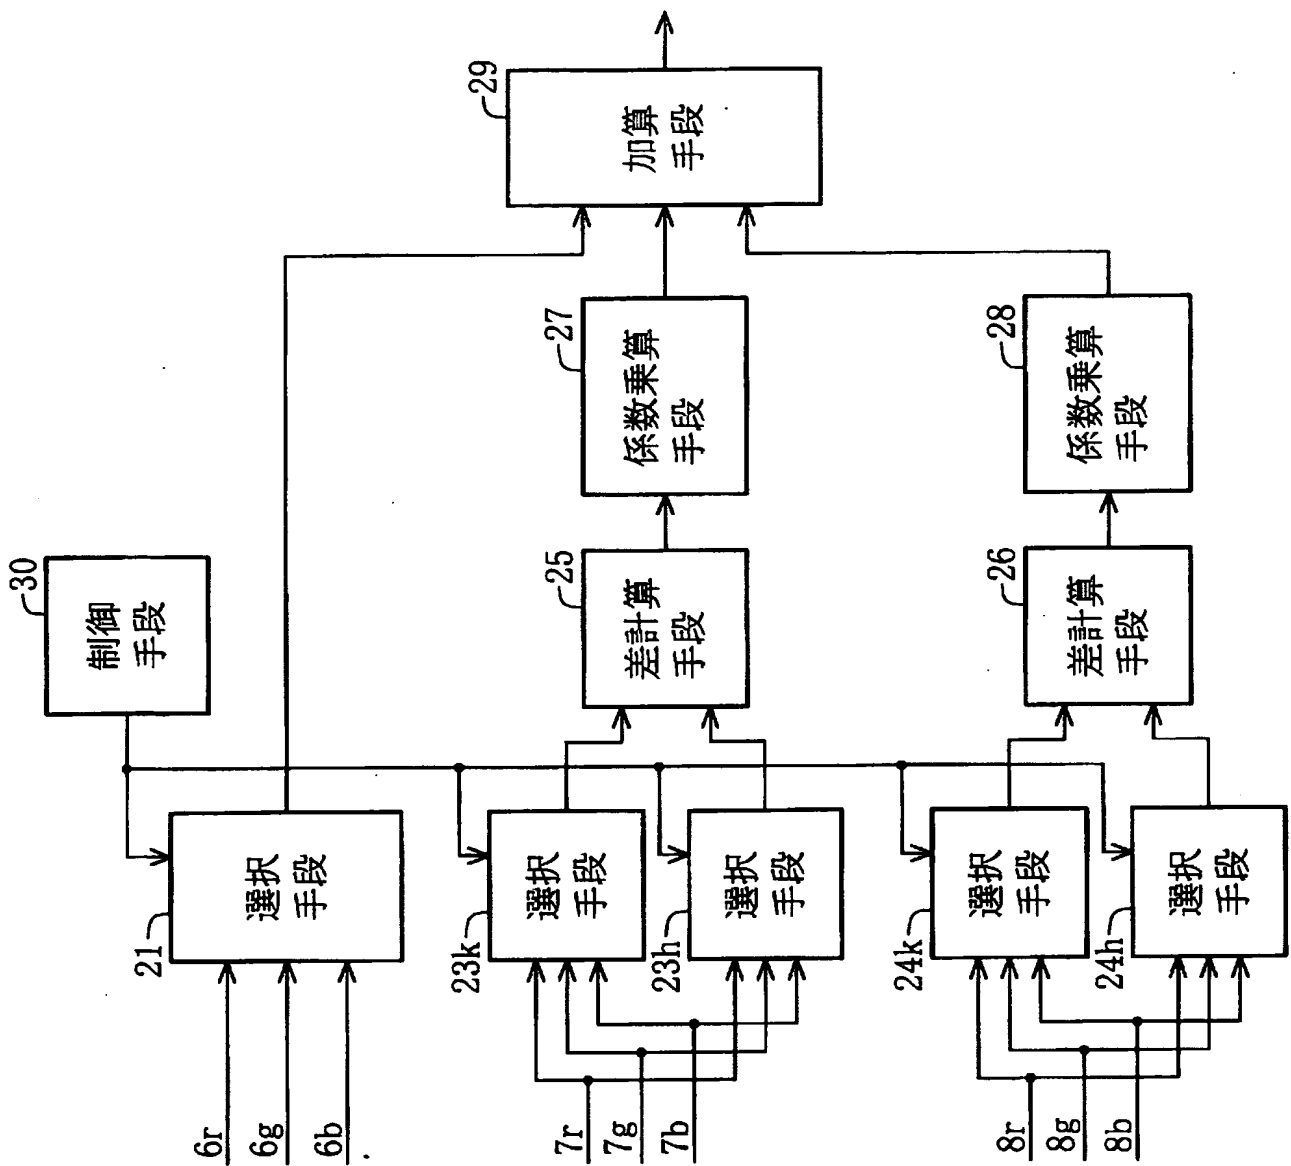 30
制御
手段
21
選択
手段
6r
6g
6b
29
加算
手段
23k
選択
手段
23h
選択
手段
7r
7g
7b
25
差計算
手段
27
係数乗算
手段
24k
選択
手段
24h
選択
手段
8r
8g
8b
26
差計算
手段
28
係数乗算
手段